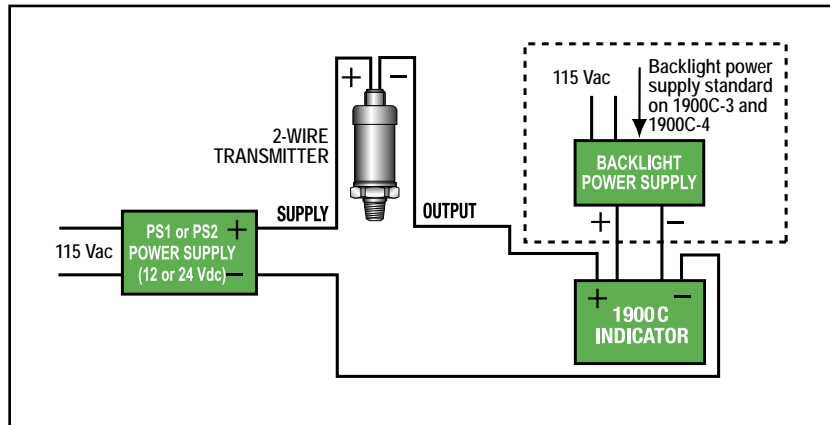 115 Vac
Backlight power
supply standard
on 1900C-3 and
1900C-4
+
−
2-WIRE
TRANSMITTER
BACKLIGHT
POWER SUPPLY
SUPPLY
OUTPUT
+
−
115 Vac
PS1 or PS2
POWER SUPPLY
(12 or 24 Vdc)
+
−
+
−
1900C
INDICATOR